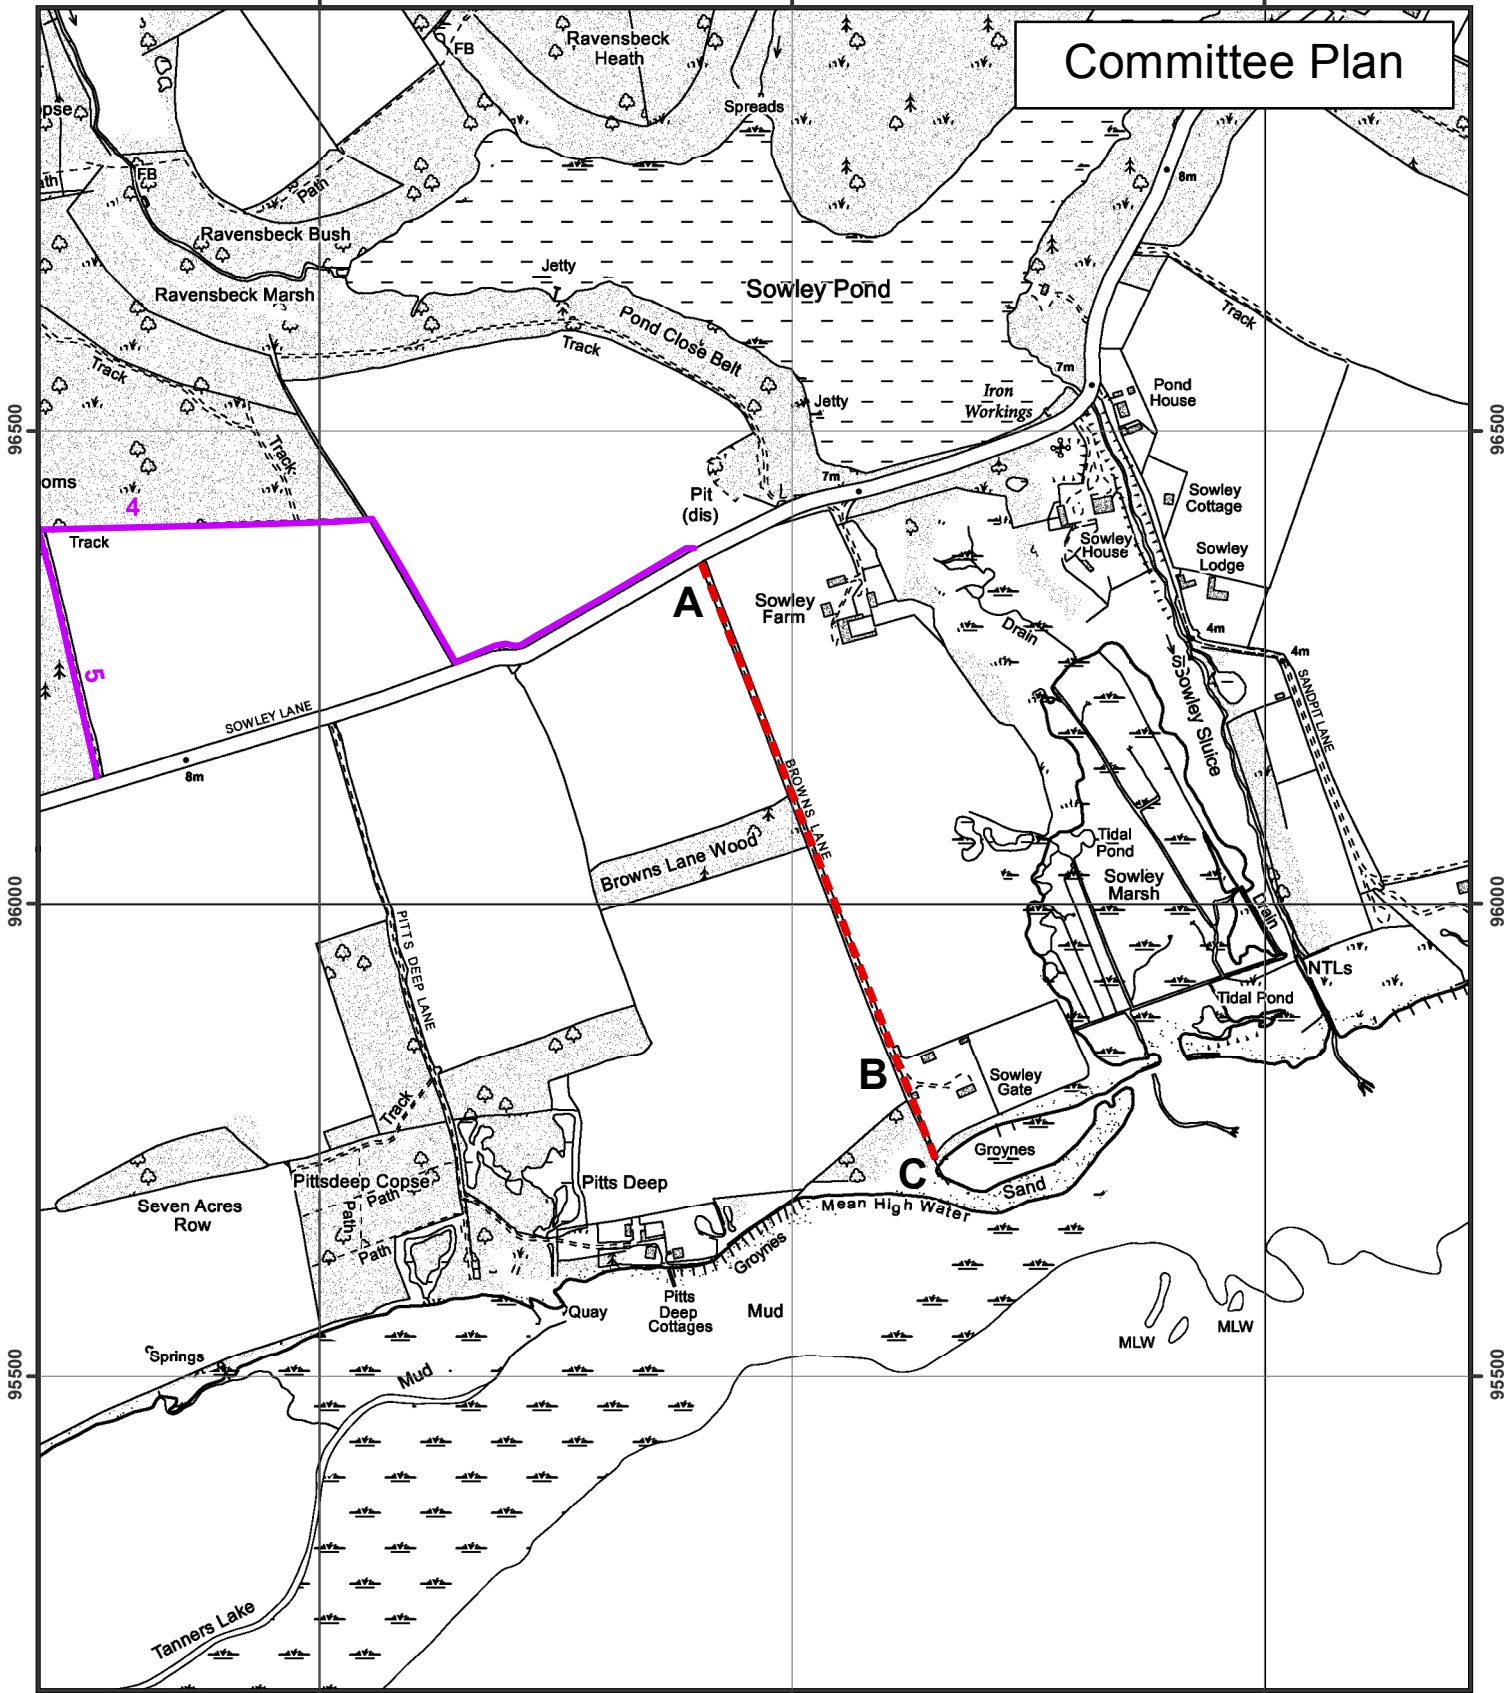 Committee Plan
FB
Ravensbeck
Heath
Spreads
FB
Path
8m
Ravensbeck Bush
Jetty
Ravensbeck Marsh
Sowley Pond
Track
Pond Close Belt
Track
Track
7m
Iron
Workings
Pond
House
Jetty
96500
96500
Track
7m
Pit
(dis)
Sowley
Cottage
4
Track
Sowley
House
Sowley
Lodge
A
Sowley
Farm
Drain
4m
4m
5
Sowley Sluice
SANDPIT LANE
SOWLEY LANE
8m
BROWNS LANE
Tidal
Pond
Browns Lane Wood
Sowley
Marsh
96000
96000
Drain
PITTS DEEP LANE
NTLs
Tidal Pond
B
Sowley
Gate
Track
Groynes
Pittsdeep Copse
Pitts Deep
C
Sand
Seven Acres
Row
Path
Path
Mean High Water
Path
Groynes
Quay
Pitts
Deep
Cottages
Mud
MLW
MLW
Springs
Mud
95500
95500
Tanners Lake